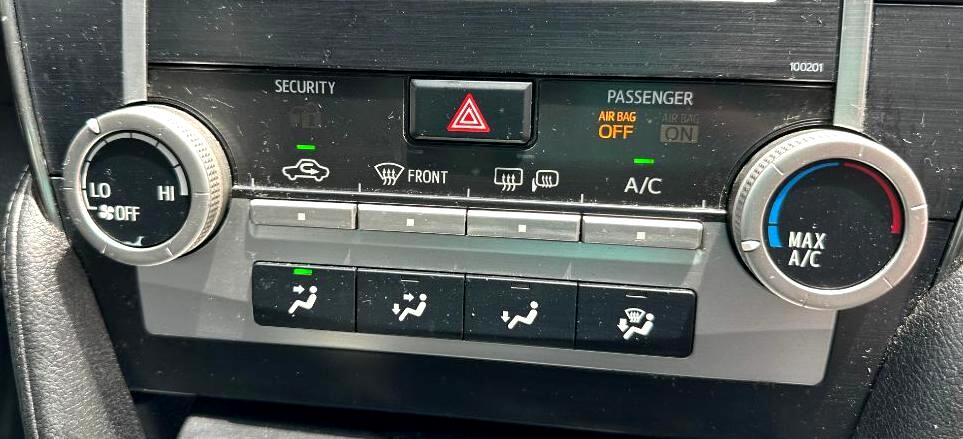 100201
SECURITY
PASSENGER
AIR BAG
OFF
AIR BAG
ON
LO
HI
OFF
FRONT
A/C
MAX
A/C